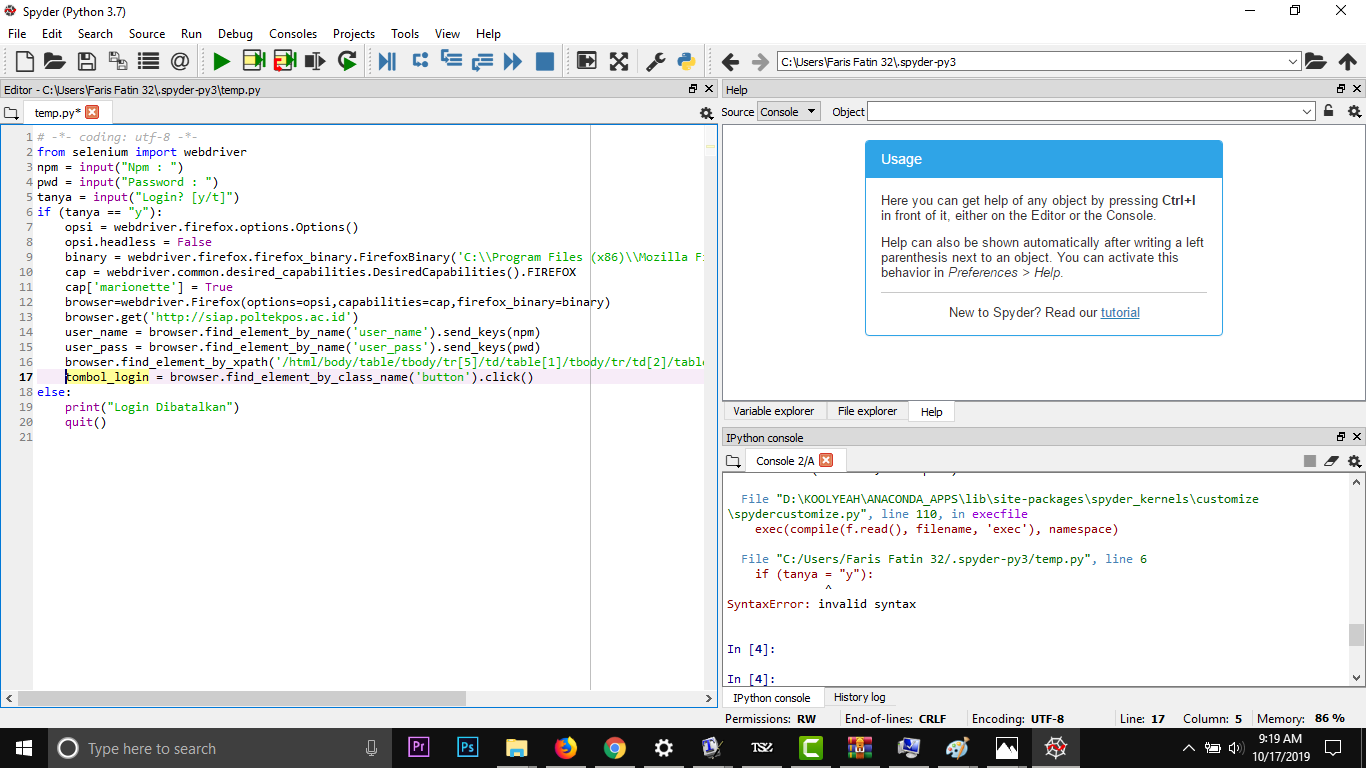 Spyder (Python 3.7)
File Edit Search Source Run Debug Consoles Projects Tools View Help
C:\Users\Faris Fatin 32\.spyder-py3
Editor - C:\Users\Faris Fatin 32\.spyder-py3\temp.py
temp.py*
1 # -*- coding: utf-8 -*-
2 from selenium import webdriver
3 npm = input("Npm : ")
4 pwd = input("Password : ")
5 tanya = input("Login? [y/t]")
6 if (tanya == "y"):
7     opsi = webdriver.firefox.options.Options()
8     opsi.headless = False
9     binary = webdriver.firefox.firefox_binary.FirefoxBinary('C:\\Program Files (x86)\\Mozilla F
10     cap = webdriver.common.desired_capabilities.DesiredCapabilities().FIREFOX
11     cap['marionette'] = True
12     browser=webdriver.Firefox(options=opsi,capabilities=cap,firefox_binary=binary)
13     browser.get('http://siap.poltekpos.ac.id')
14     user_name = browser.find_element_by_name('user_name').send_keys(npm)
15     user_pass = browser.find_element_by_name('user_pass').send_keys(pwd)
16     browser.find_element_by_xpath('/html/body/table/tbody/tr[5]/td/table[1]/tbody/tr/td[2]/table
17     tombol_login = browser.find_element_by_class_name('button').click()
18 else:
19     print("Login Dibatalkan")
20     quit()
21
Help
Source Console Object
Usage
Here you can get help of any object by pressing Ctrl+I
in front of it, either on the Editor or the Console.
Help can also be shown automatically after writing a left
parenthesis next to an object. You can activate this
behavior in Preferences > Help.
New to Spyder? Read our tutorial
Variable explorer File explorer Help
IPython console
Console 2/A
File "D:\KOOLYEAH\ANACONDA_APPS\lib\site-packages\spyder_kernels\customize
\spydercustomize.py", line 110, in execfile
exec(compile(f.read(), filename, 'exec'), namespace)
File "C:/Users/Faris Fatin 32/.spyder-py3/temp.py", line 6
if (tanya = "y"):
^
SyntaxError: invalid syntax
In [4]:
In [4]:
IPython console History log
Permissions: RW End-of-lines: CRLF Encoding: UTF-8 Line: 17 Column: 5 Memory: 86 %
Type here to search
Pr Ps
9:19 AM
10/17/2019